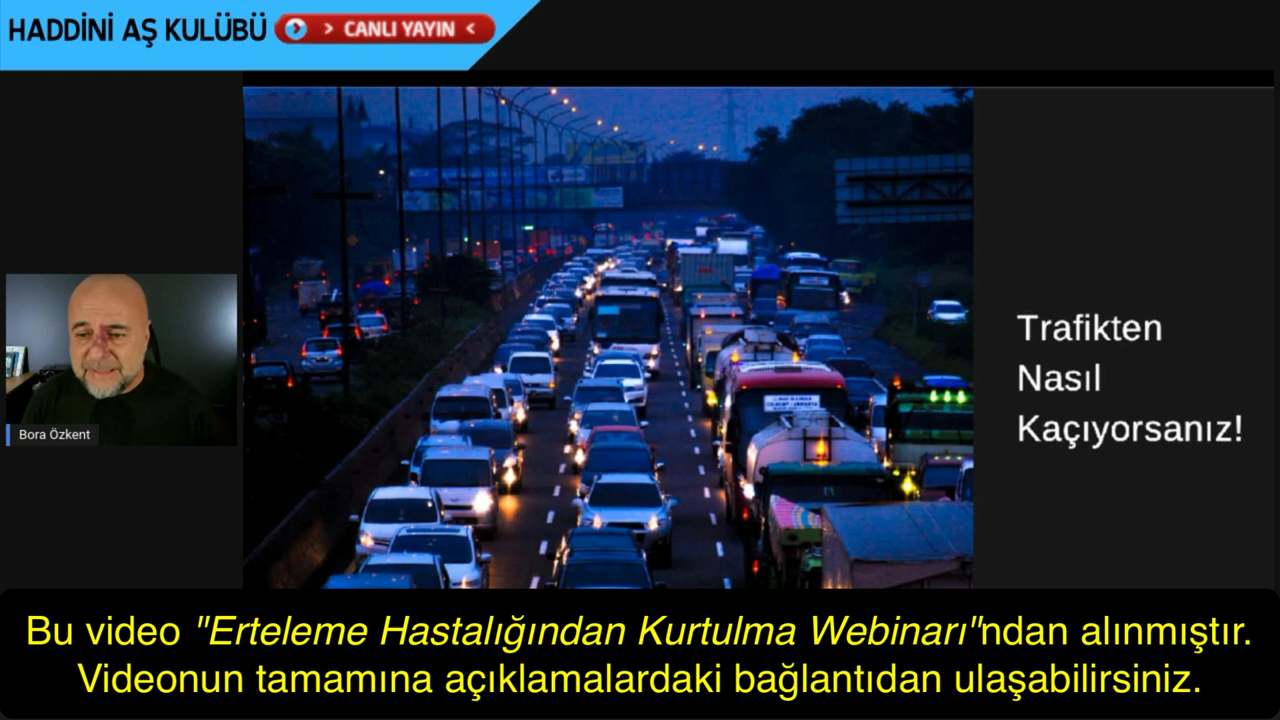 HADDİNİ AŞ KULÜBÜ > CANLI YAYIN <
Trafikten
Nasıl
Kaçıyorsanız!
Bora Özkent
Bu video "Erteleme Hastalığından Kurtulma Webinarı"ndan alınmıştır.
Videonun tamamına açıklamalardaki bağlantıdan ulaşabilirsiniz.